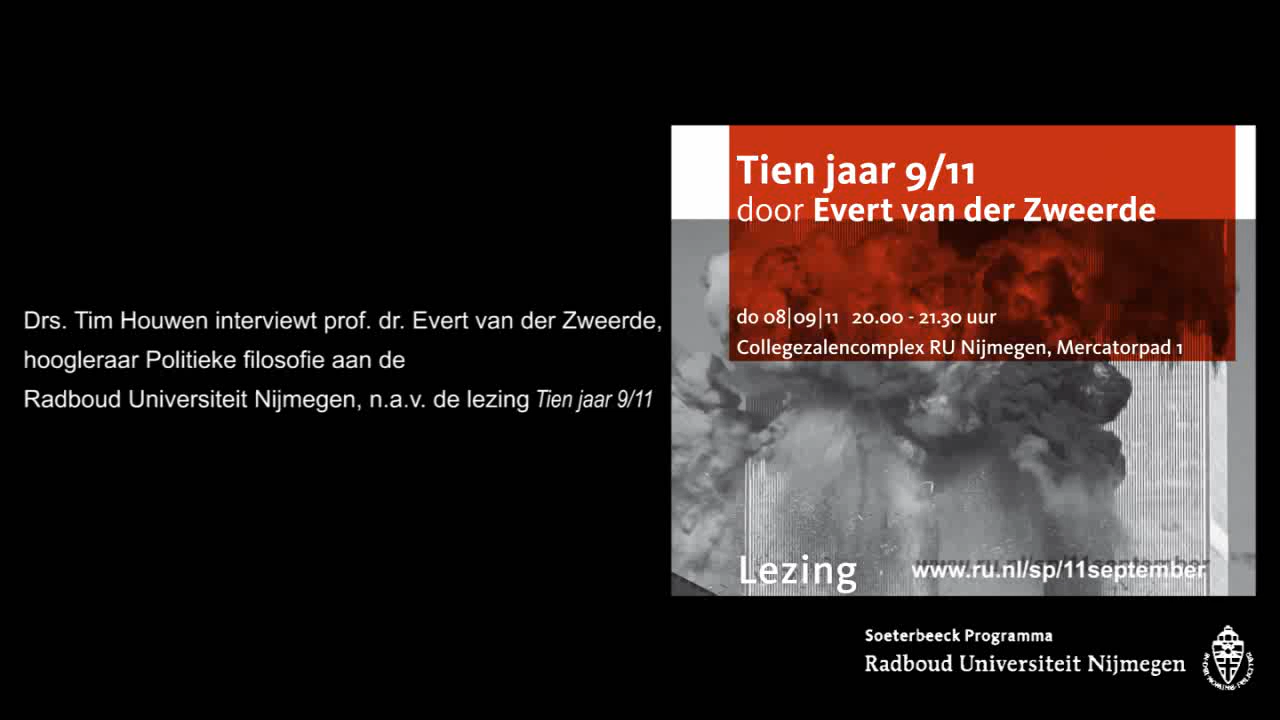 Drs. Tim Houwen interviewt prof. dr. Evert van der Zweerde,
hoogleraar Politieke filosofie aan de
Radboud Universiteit Nijmegen, n.a.v. de lezing Tien jaar 9/11
Tien jaar 9/11
door Evert van der Zweerde
do 08|09|11 20.00 - 21.30 uur
Collegezalencomplex RU Nijmegen, Mercatorpad 1
Lezing
www.ru.nl/sp/11september
Soeterbeeck Programma
Radboud Universiteit Nijmegen